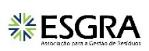 ESGRA
Associação para a Gestão de Resíduos